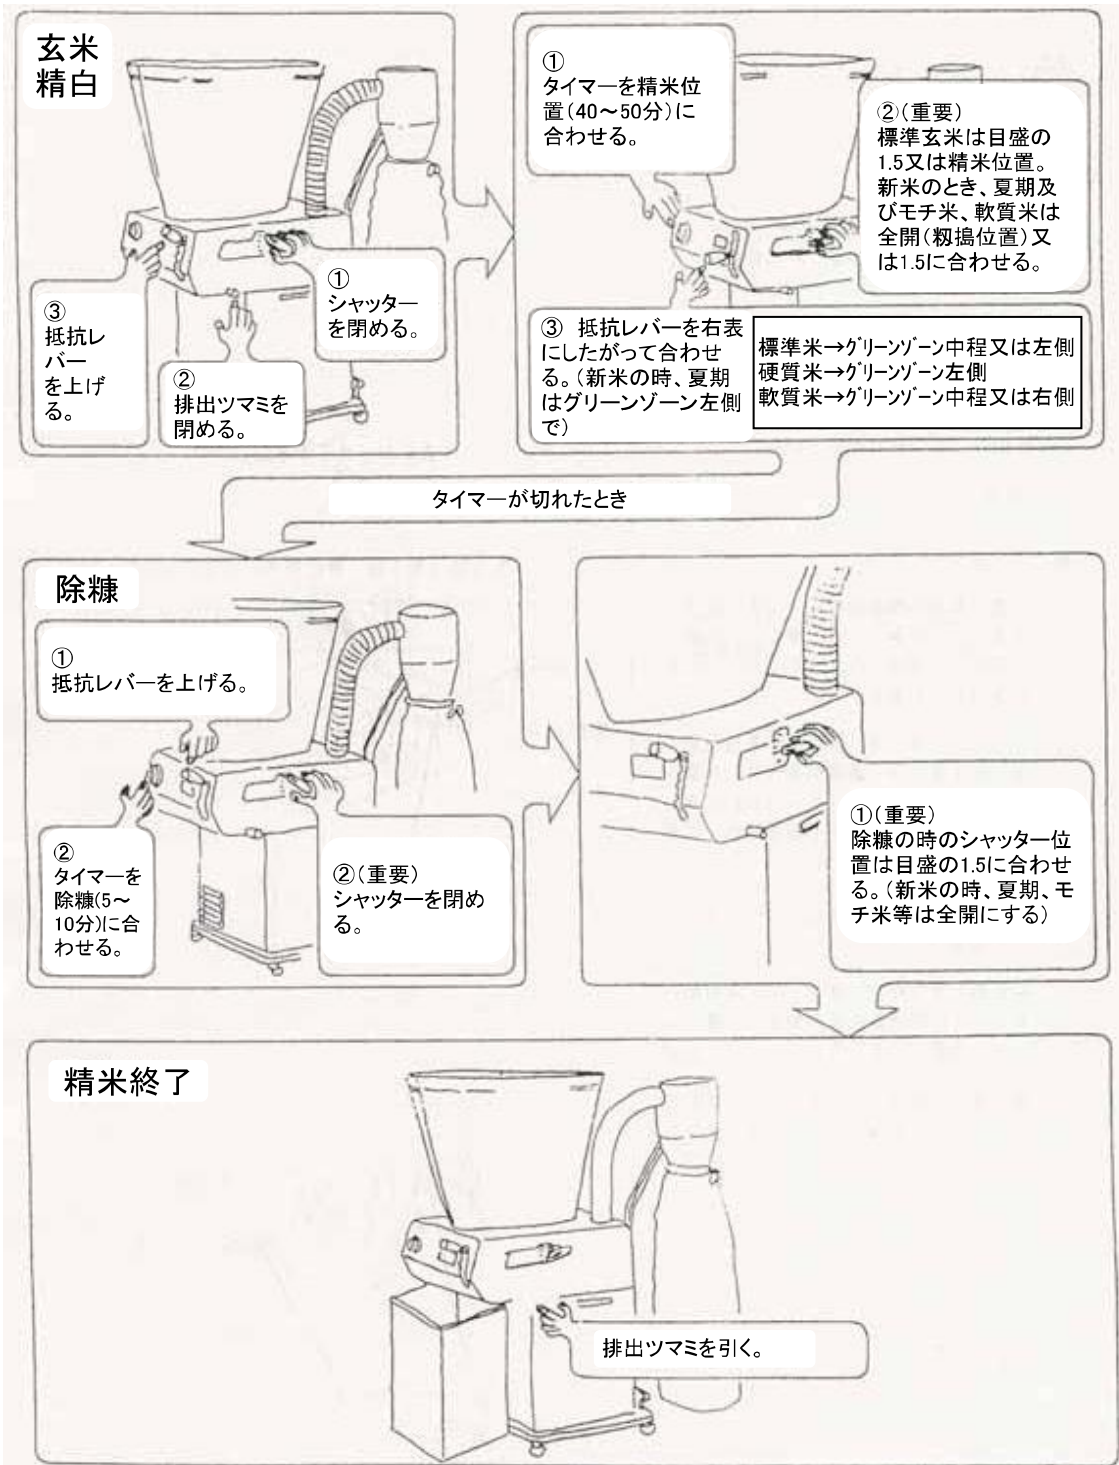 玄米
精白
①
シャッター
を閉める。
②
排出ツマミを
閉める。
③
抵抗レ
バー
を上げ
る。
①
タイマーを精米位
置(40～50分)に
合わせる。
②(重要)
標準玄米は目盛の
1.5又は精米位置。
新米のとき、夏期及
びモチ米、軟質米は
全開(籾搗位置)又
は1.5に合わせる。
③ 抵抗レバーを右表
にしたがって合わせ
る。(新米の時、夏期
はグリーンゾーン左側
で)
標準米→グリーンゾーン中程又は左側
硬質米→グリーンゾーン左側
軟質米→グリーンゾーン中程又は右側
タイマーが切れたとき
除糠
①
抵抗レバーを上げる。
②
タイマーを
除糠(5～
10分)に合
わせる。
②(重要)
シャッターを閉め
る。
①(重要)
除糠の時のシャッター位
置は目盛の1.5に合わせ
る。(新米の時、夏期、モ
チ米等は全開にする)
精米終了
排出ツマミを引く。